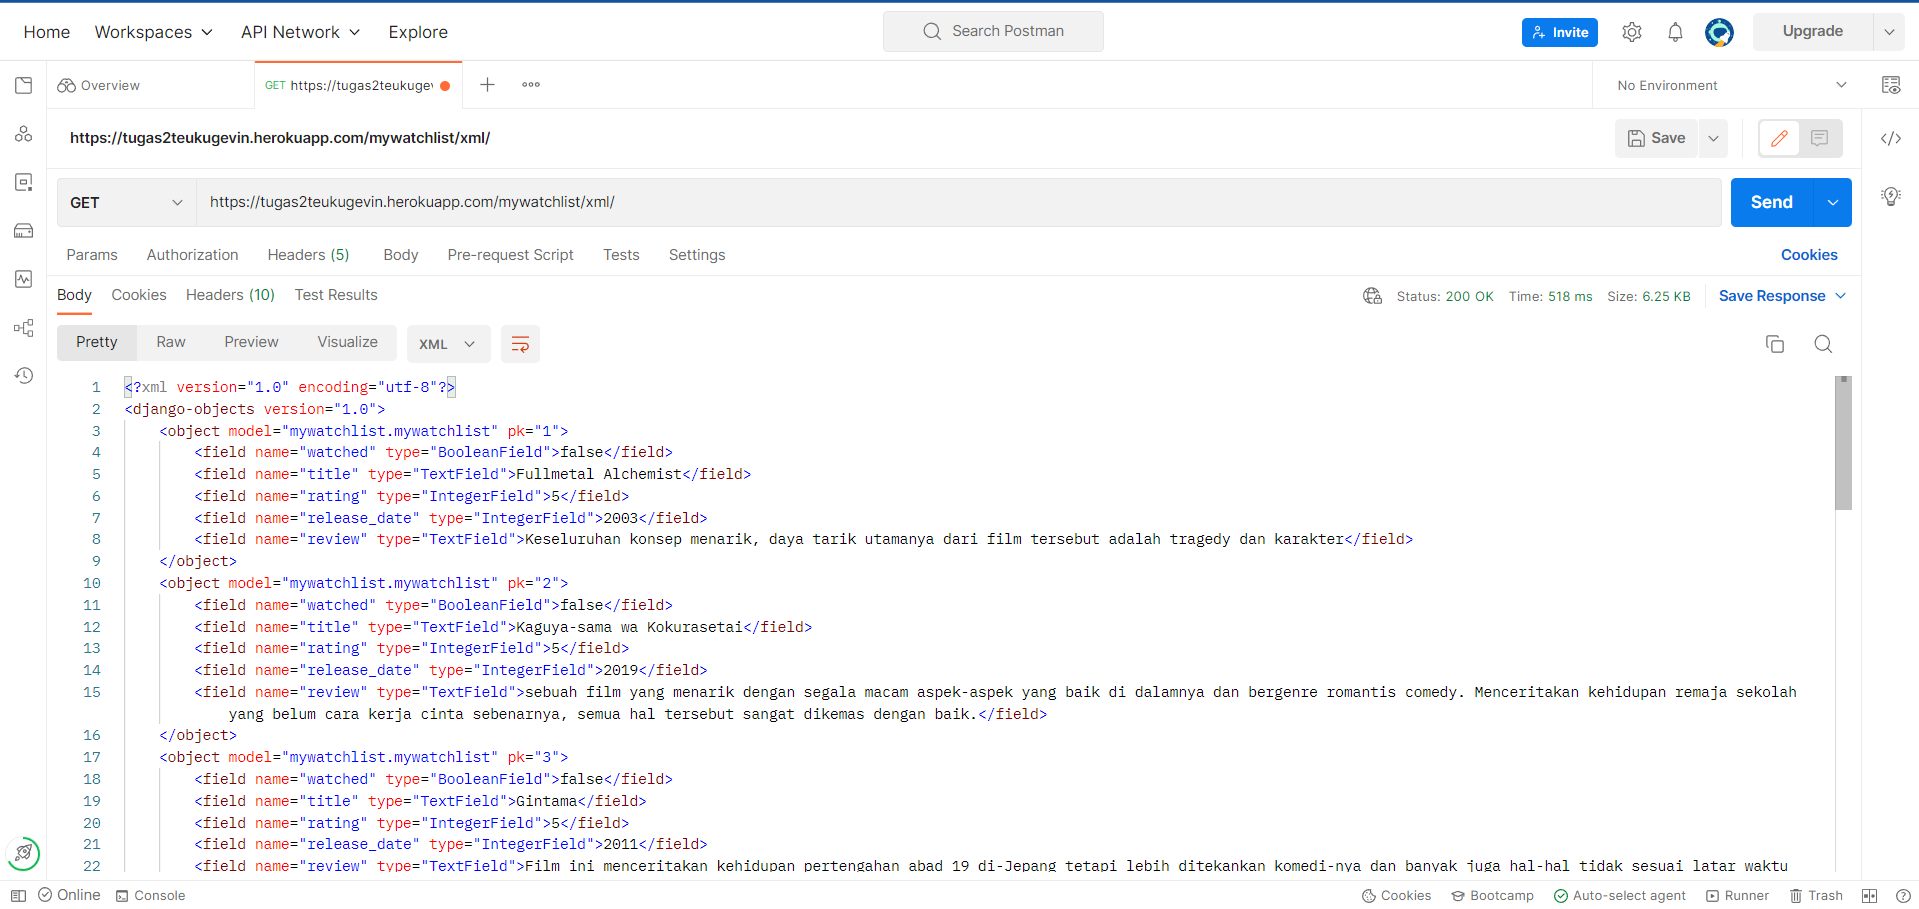 Home Workspaces API Network Explore Search Postman Invite Upgrade
Overview GET https://tugas2teukugev No Environment
https://tugas2teukugevin.herokuapp.com/mywatchlist/xml/ Save
GET https://tugas2teukugevin.herokuapp.com/mywatchlist/xml/ Send
Params Authorization Headers (5) Body Pre-request Script Tests Settings Cookies
Body Cookies Headers (10) Test Results Status: 200 OK Time: 518 ms Size: 6.25 KB Save Response
Pretty Raw Preview Visualize XML
1 <?xml version="1.0" encoding="utf-8"?>
2 <django-objects version="1.0">
3 <object model="mywatchlist.mywatchlist" pk="1">
4 <field name="watched" type="BooleanField">false</field>
5 <field name="title" type="TextField">Fullmetal Alchemist</field>
6 <field name="rating" type="IntegerField">5</field>
7 <field name="release_date" type="IntegerField">2003</field>
8 <field name="review" type="TextField">Keseluruhan konsep menarik, daya tarik utamanya dari film tersebut adalah tragedy dan karakter</field>
9 </object>
10 <object model="mywatchlist.mywatchlist" pk="2">
11 <field name="watched" type="BooleanField">false</field>
12 <field name="title" type="TextField">Kaguya-sama wa Kokurasetai</field>
13 <field name="rating" type="IntegerField">5</field>
14 <field name="release_date" type="IntegerField">2019</field>
15 <field name="review" type="TextField">sebuah film yang menarik dengan segala macam aspek-aspek yang baik di dalamnya dan bergenre romantis comedy. Menceritakan kehidupan remaja sekolah
yang belum cara kerja cinta sebenarnya, semua hal tersebut sangat dikemas dengan baik.</field>
16 </object>
17 <object model="mywatchlist.mywatchlist" pk="3">
18 <field name="watched" type="BooleanField">false</field>
19 <field name="title" type="TextField">Gintama</field>
20 <field name="rating" type="IntegerField">5</field>
21 <field name="release_date" type="IntegerField">2011</field>
22 <field name="review" type="TextField">Film ini menceritakan kehidupan pertengahan abad 19 di-Jepang tetapi lebih ditekankan komedi-nya dan banyak juga hal-hal tidak sesuai latar waktu
Online Console Cookies Bootcamp Auto-select agent Runner Trash